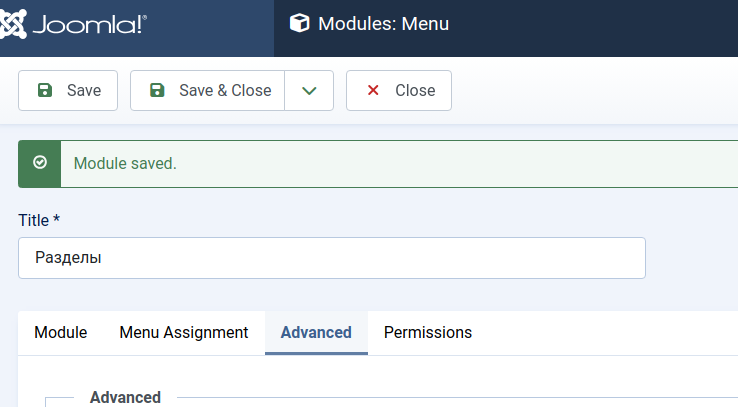 Joomla!® Modules: Menu
Save Save & Close Close
Module saved.
Title *
Разделы
Module Menu Assignment Advanced Permissions
Advanced